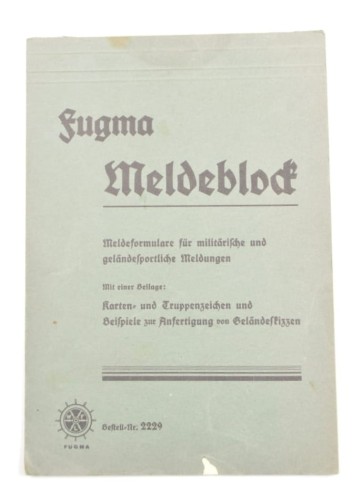 Fugma
Meldeblock
Meldeformulare für militärische und
geländesportliche Meldungen
Mit einer Beilage:
Karten- und Truppenzeichen und
Beispiele zur Anfertigung von Geländeskizzen
FUGMA
Bestell-Nr. 2229